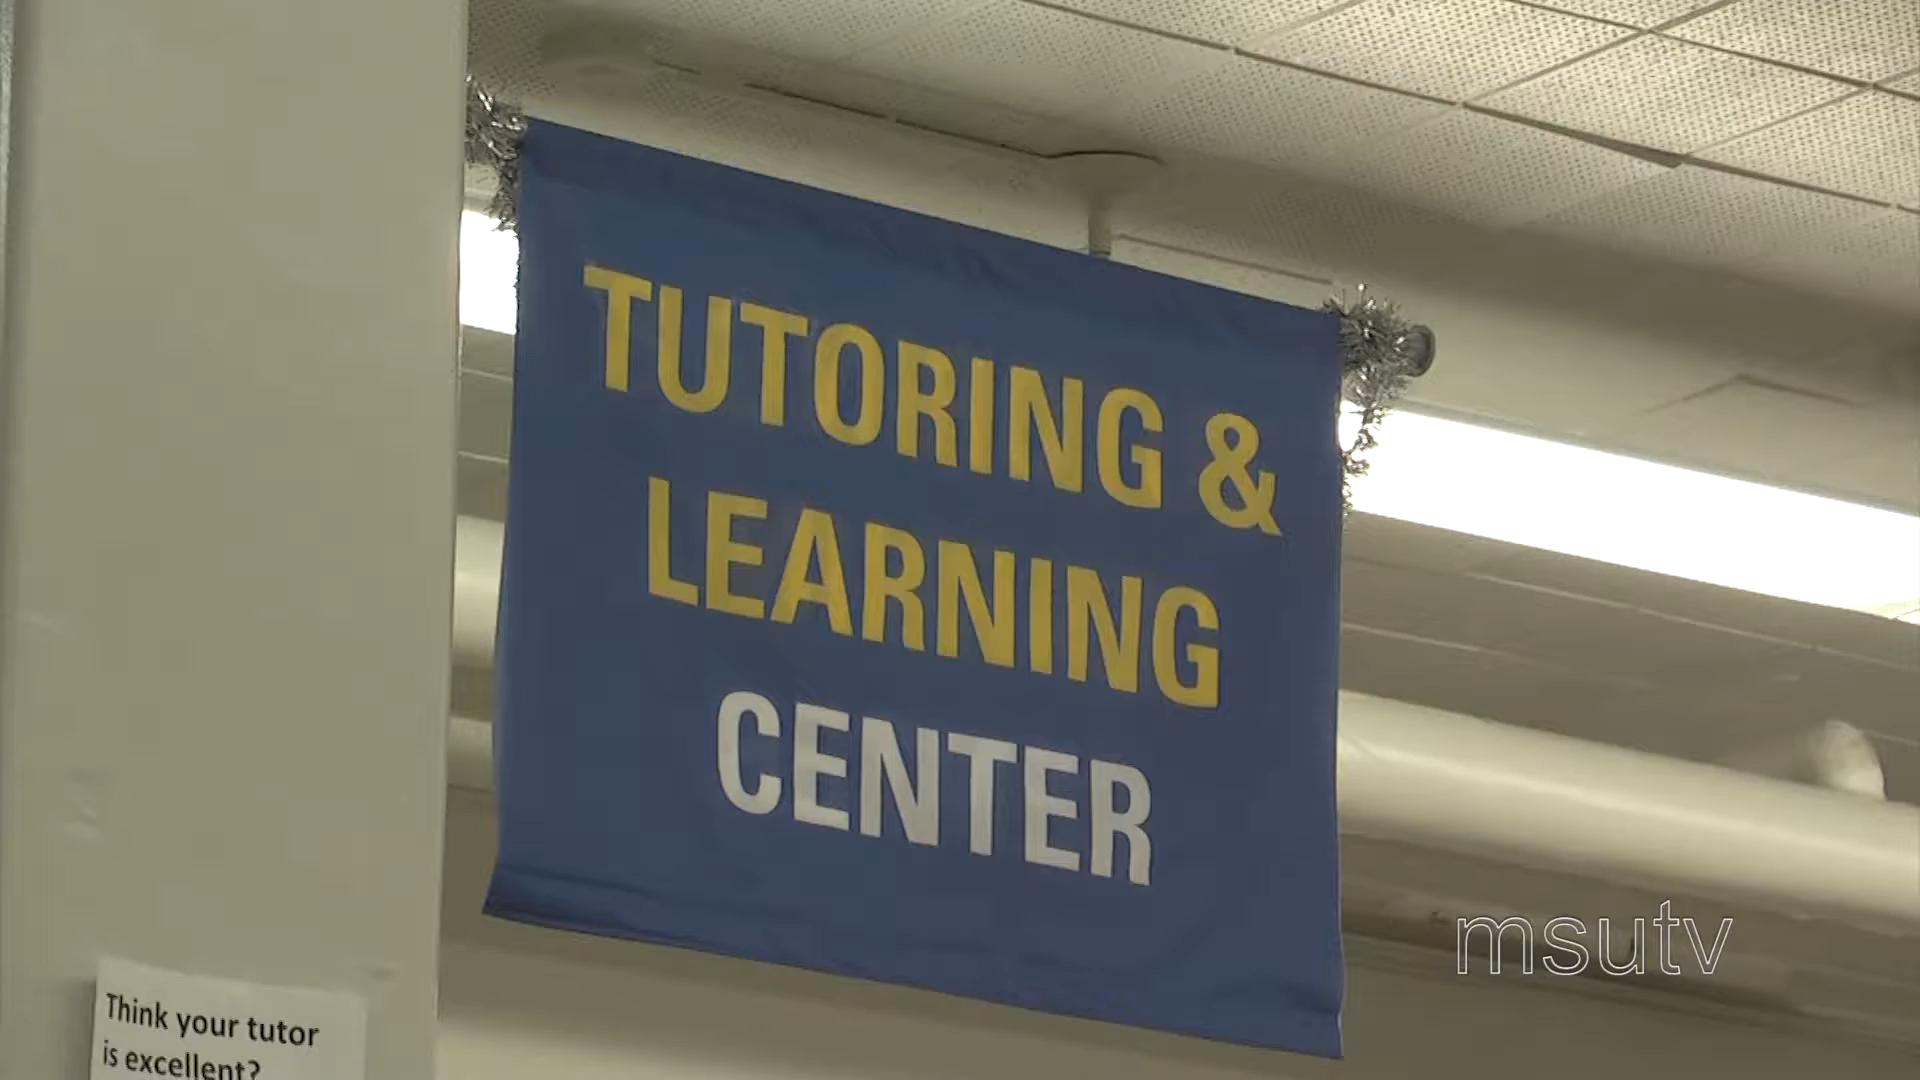 TUTORING &
LEARNING
CENTER
msutv
Think your tutor
is excellent?